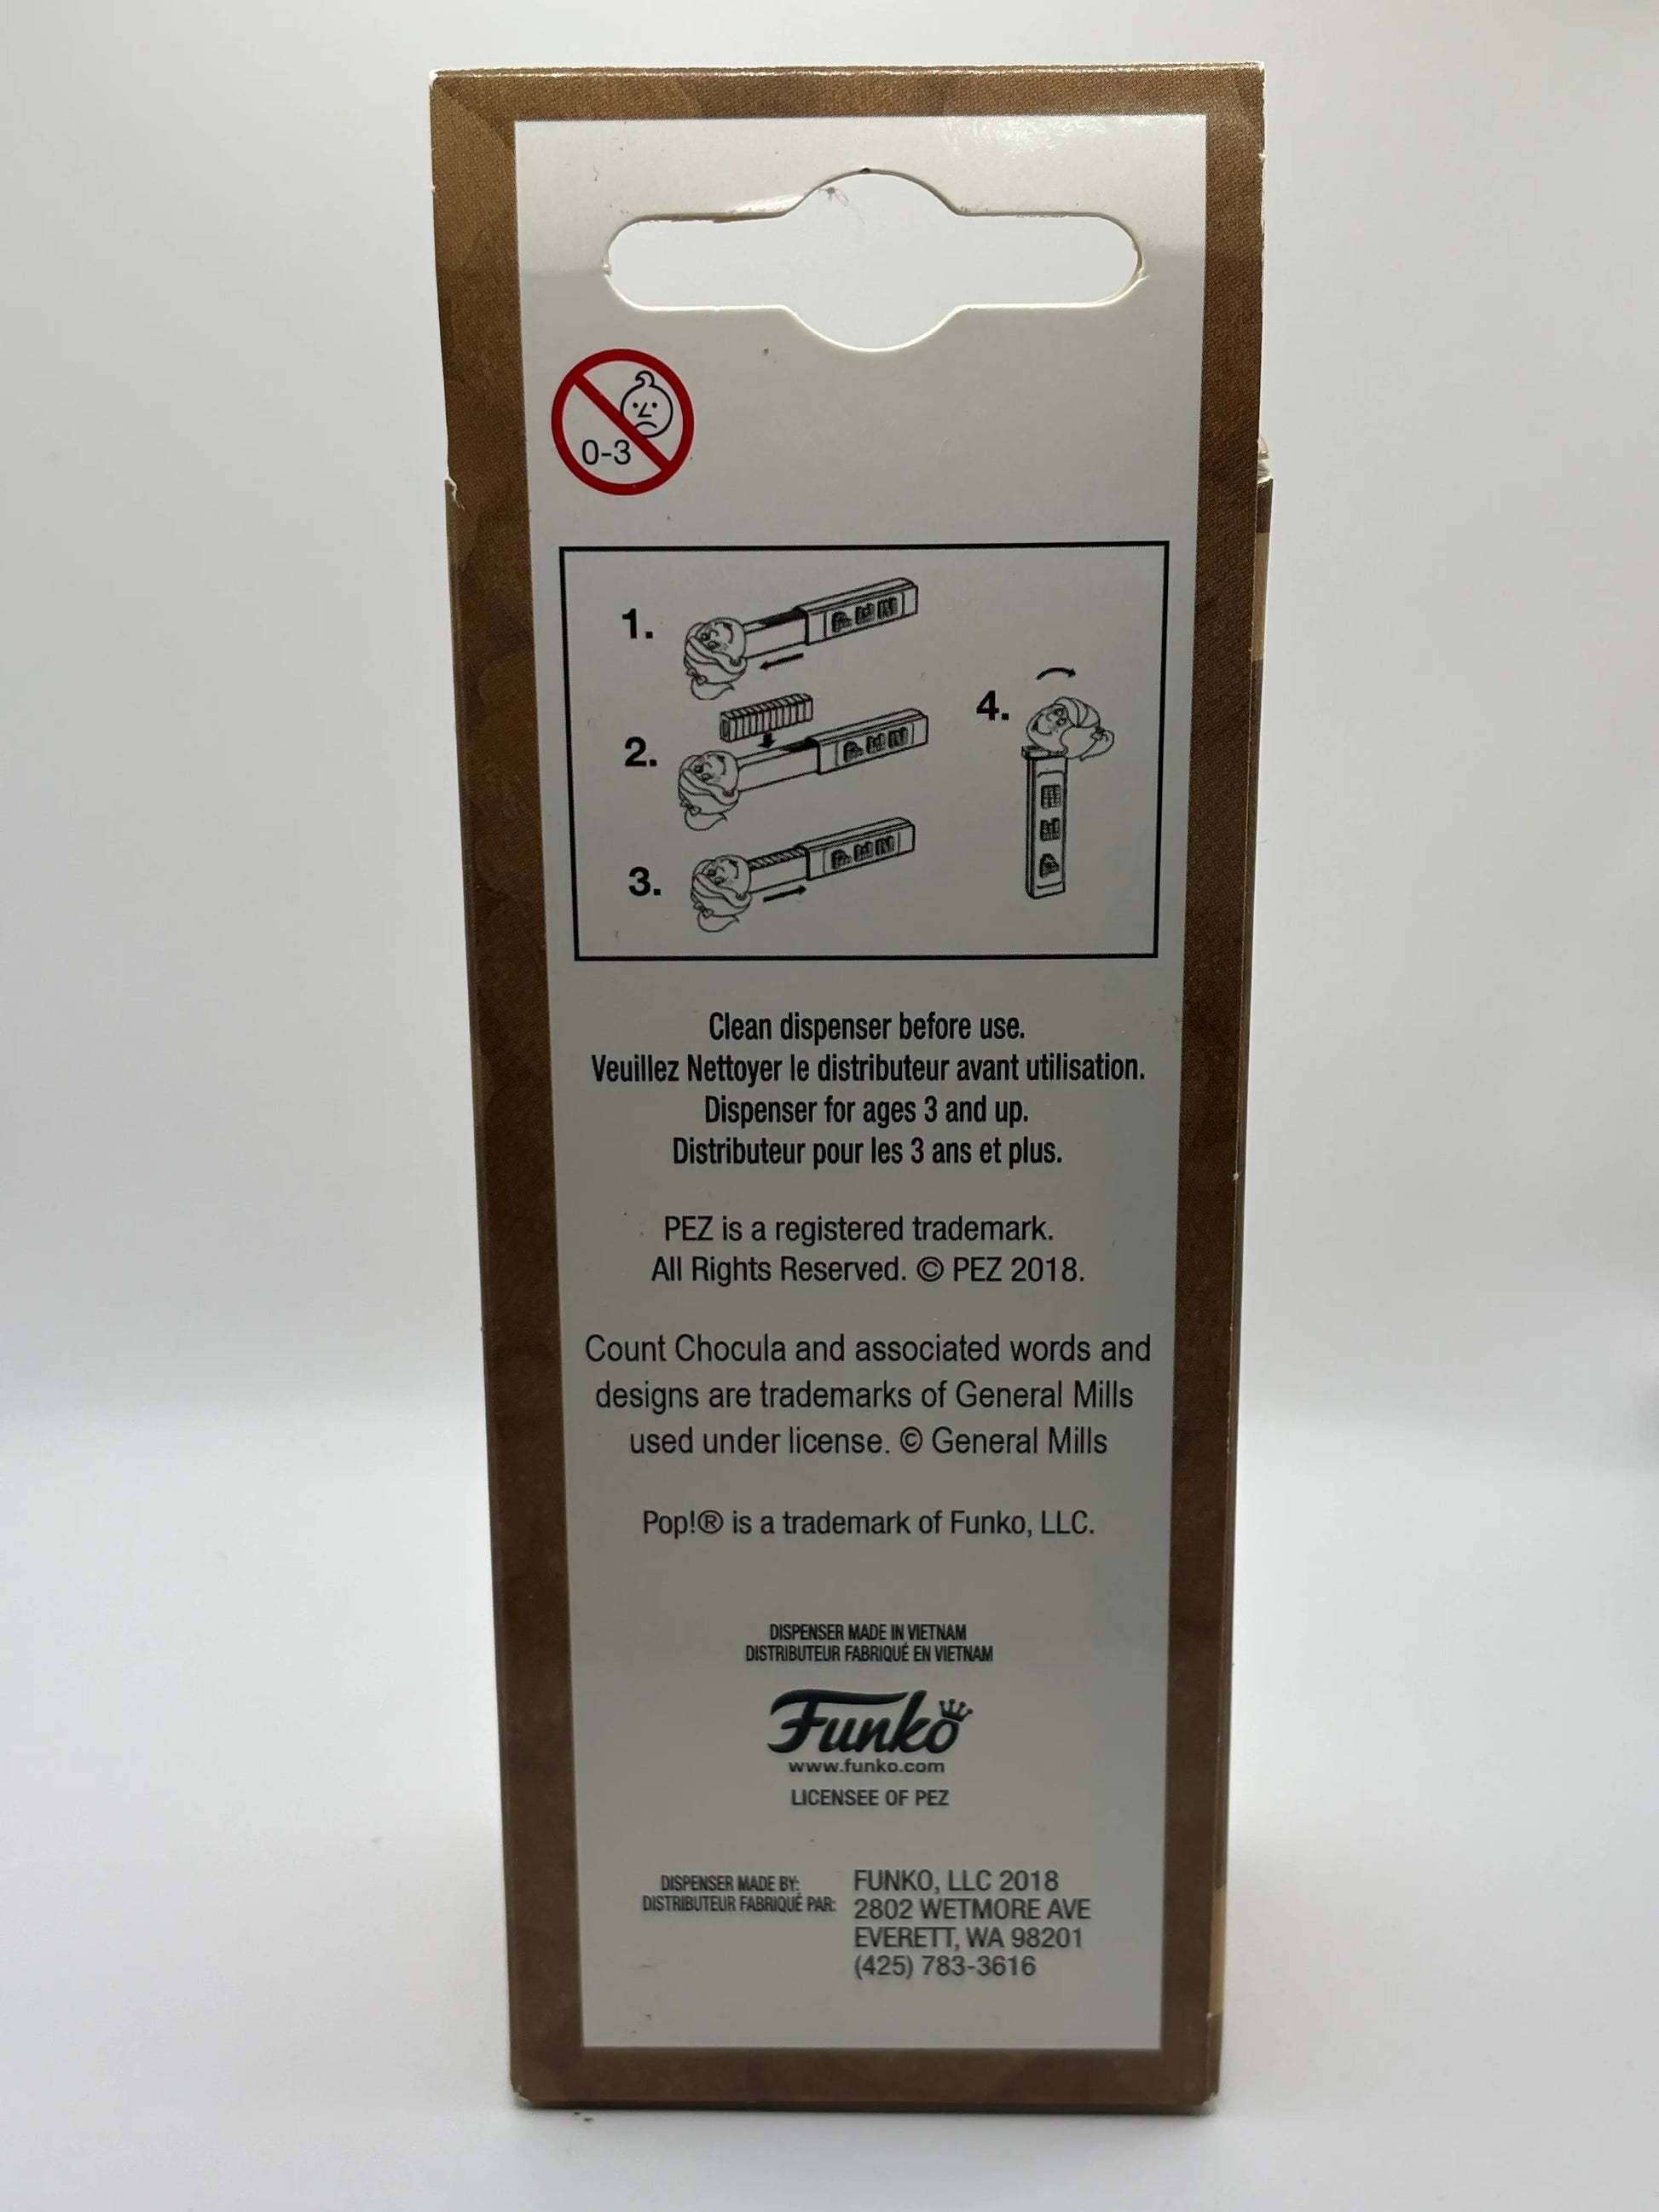 0-3
1.
2.
3.
4.
Clean dispenser before use.
Veuillez Nettoyer le distributeur avant utilisation.
Dispenser for ages 3 and up.
Distributeur pour les 3 ans et plus.
PEZ is a registered trademark.
All Rights Reserved. © PEZ 2018.
Count Chocula and associated words and
designs are trademarks of General Mills
used under license. © General Mills
Pop!® is a trademark of Funko, LLC.
DISPENSER MADE IN VIETNAM
DISTRIBUTEUR FABRIQUÉ EN VIETNAM
Funko
www.funko.com
LICENSEE OF PEZ
DISPENSER MADE BY:
DISTRIBUTEUR FABRIQUÉ PAR:
FUNKO, LLC 2018
2802 WETMORE AVE
EVERETT, WA 98201
(425) 783-3616